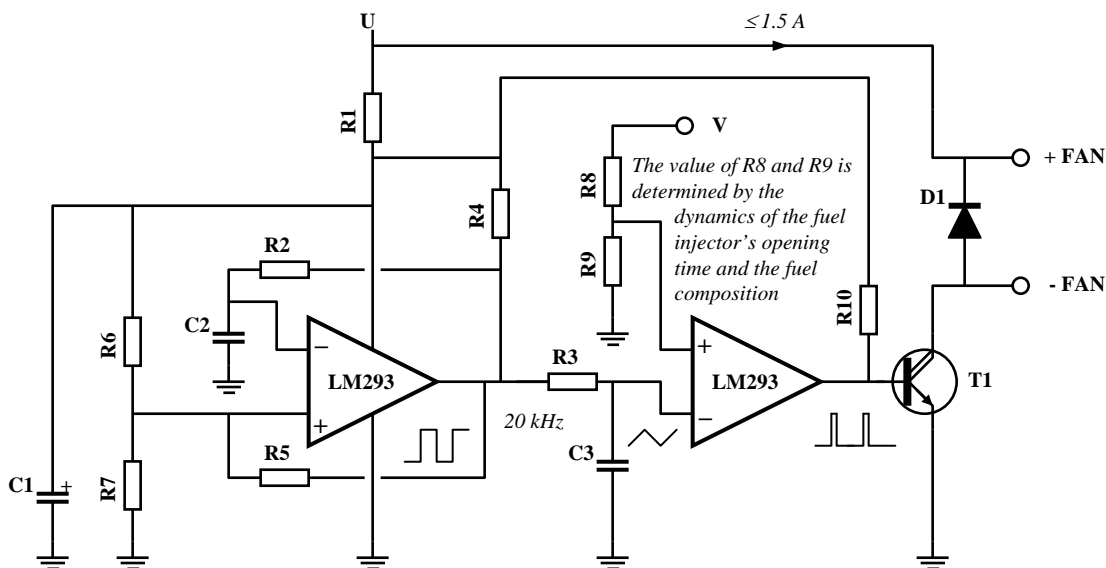 U
≤1.5 A
R1
V
The value of R8 and R9 is
determined by the
dynamics of the fuel
injector's opening
time and the fuel
composition
R8
R9
+ FAN
D1
- FAN
R4
R2
C2
R6
R10
−
LM293
+
R3
+
LM293
−
T1
20 kHz
R5
C3
C1
+
R7